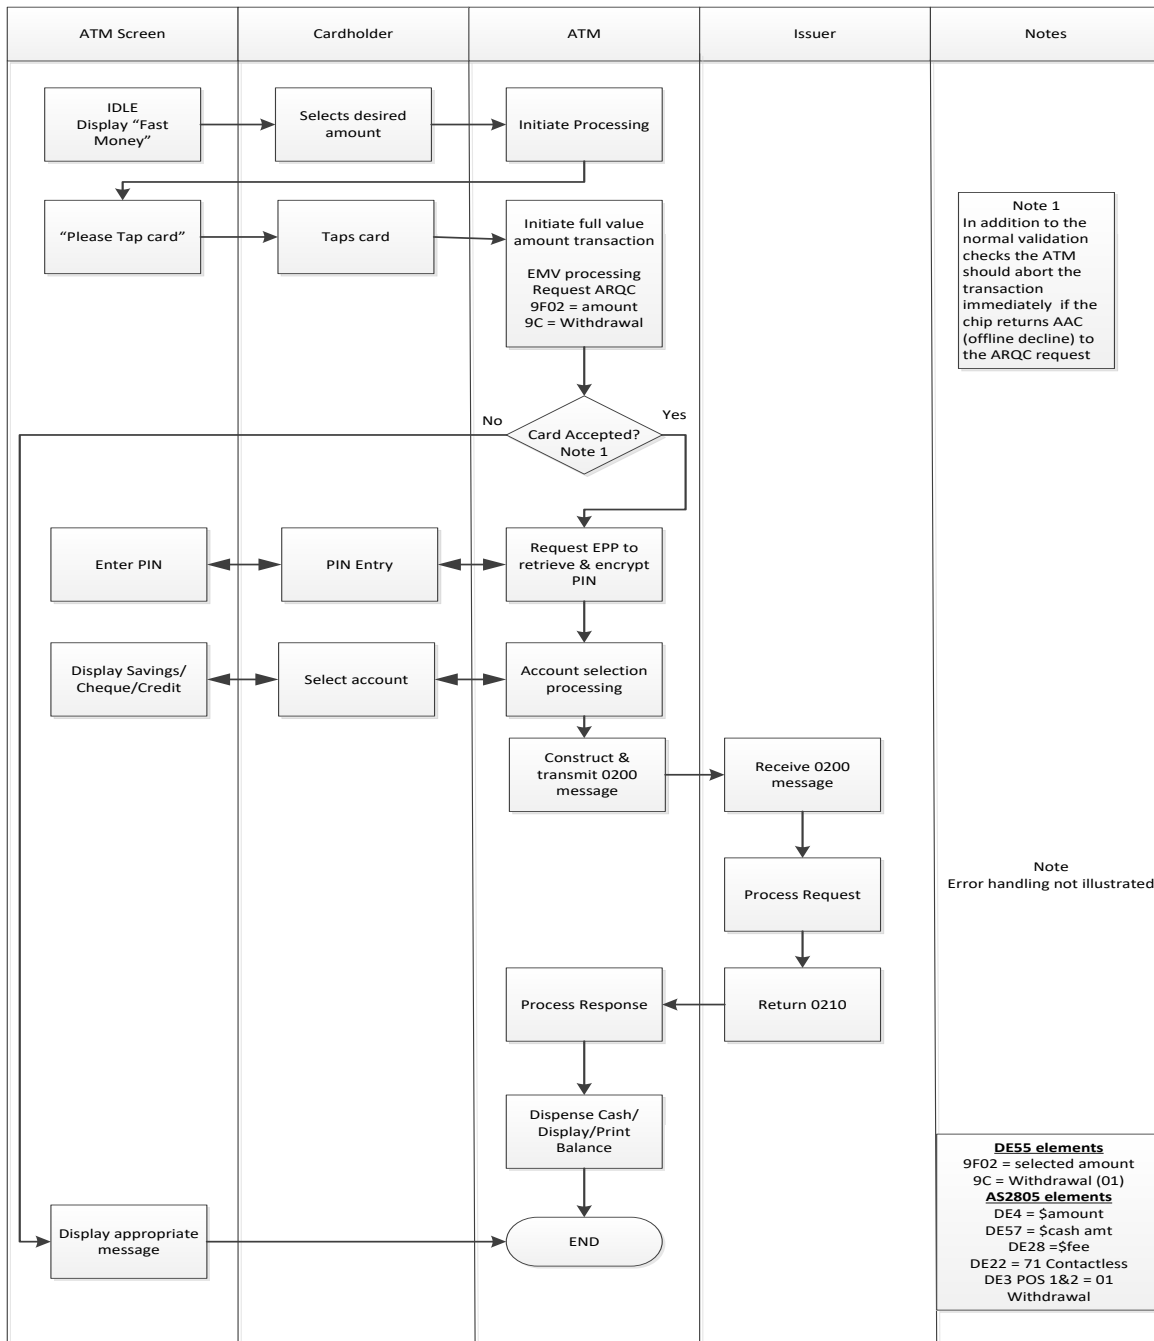 ATM Screen
Cardholder
ATM
Issuer
Notes
IDLE
Display “Fast
Money”
Selects desired
amount
Initiate Processing
“Please Tap card”
Taps card
Initiate full value
amount transaction
EMV processing
Request ARQC
9F02 = amount
9C = Withdrawal
Note 1
In addition to the
normal validation
checks the ATM
should abort the
transaction
immediately if the
chip returns AAC
(offline decline) to
the ARQC request
No
Yes
Card Accepted?
Note 1
Enter PIN
PIN Entry
Request EPP to
retrieve & encrypt
PIN
Display Savings/
Cheque/Credit
Select account
Account selection
processing
Construct &
transmit 0200
message
Receive 0200
message
Process Request
Note
Error handling not illustrated
Process Response
Return 0210
Dispense Cash/
Display/Print
Balance
DE55 elements
9F02 = selected amount
9C = Withdrawal (01)
AS2805 elements
DE4 = $amount
DE57 = $cash amt
DE28 =$fee
DE22 = 71 Contactless
DE3 POS 1&2 = 01
Withdrawal
Display appropriate
message
END